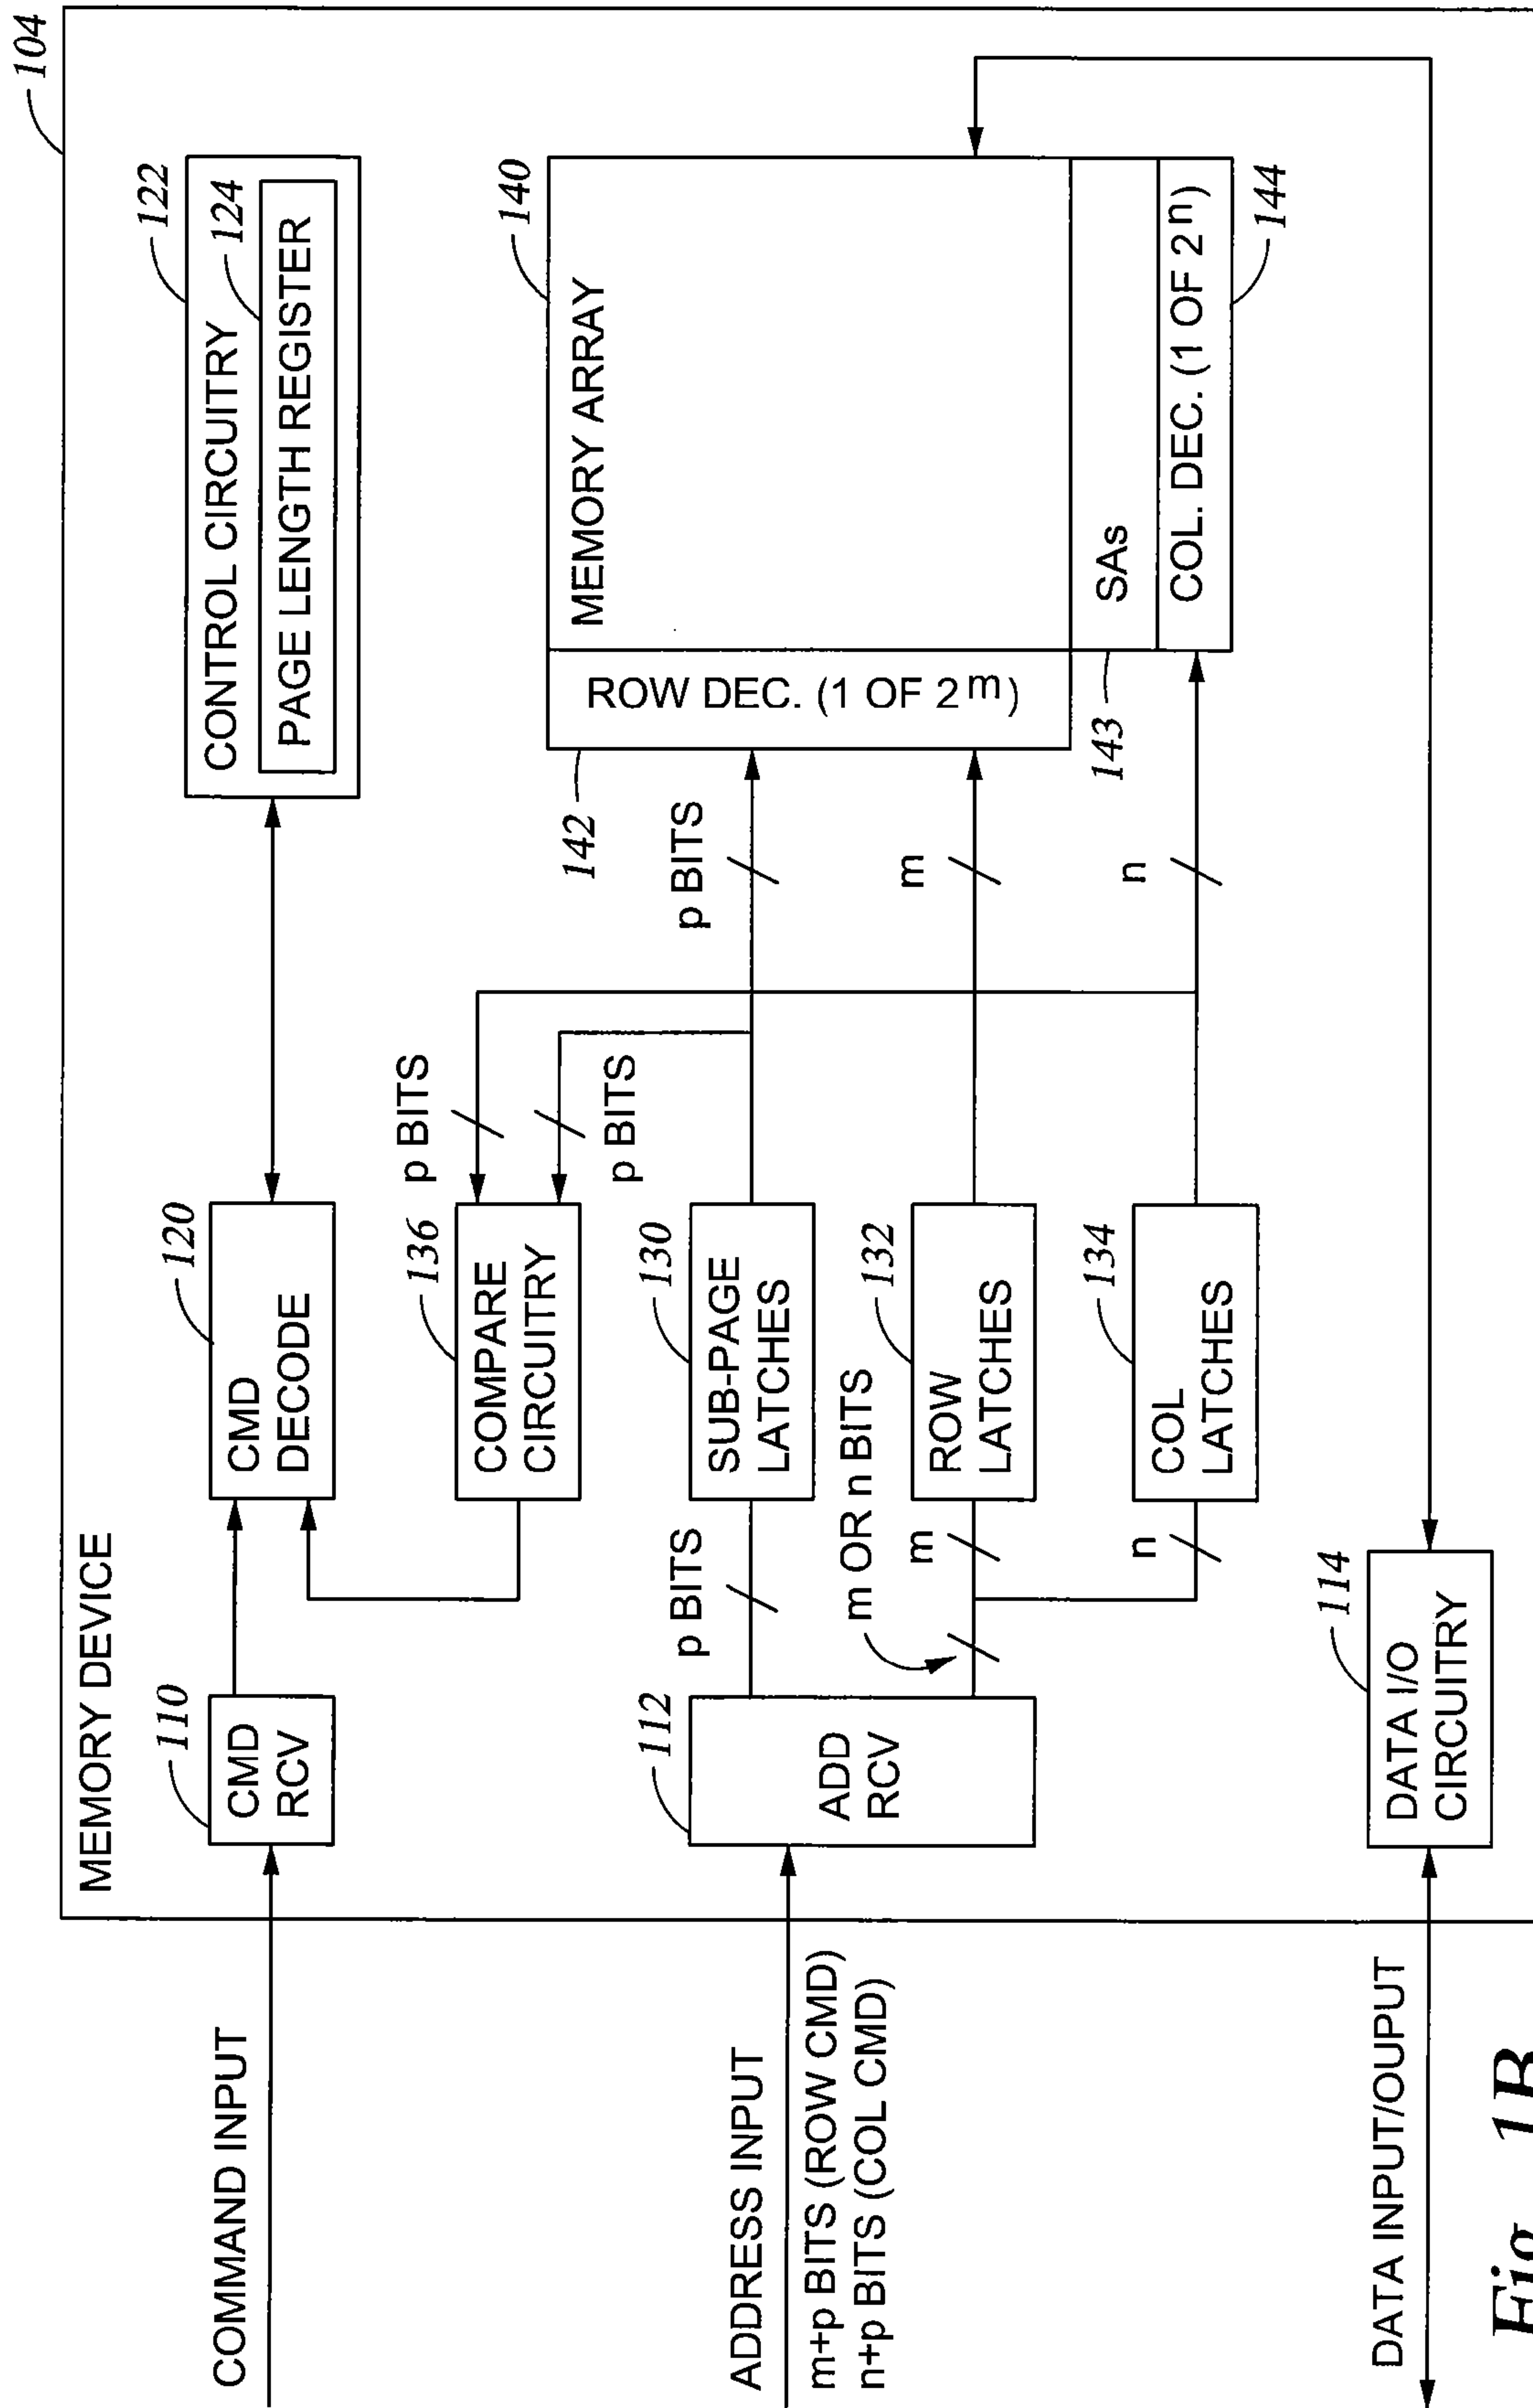 104
MEMORY DEVICE
COMMAND INPUT
110
CMD
RCV
120
CMD
DECODE
122
CONTROL CIRCUITRY
124
PAGE LENGTH REGISTER
p BITS
136
COMPARE
CIRCUITRY
p BITS
ADDRESS INPUT
m+p BITS (ROW CMD)
n+p BITS (COL CMD)
112
ADD
RCV
p BITS
130
SUB-PAGE
LATCHES
p BITS
m OR n BITS
m
132
ROW
LATCHES
m
n
134
COL
LATCHES
n
140
MEMORY ARRAY
142
ROW DEC. (1 OF 2m)
143
SAs
COL. DEC. (1 OF 2n)
144
DATA INPUT/OUPUT
114
DATA I/O
CIRCUITRY
Fig. 1B